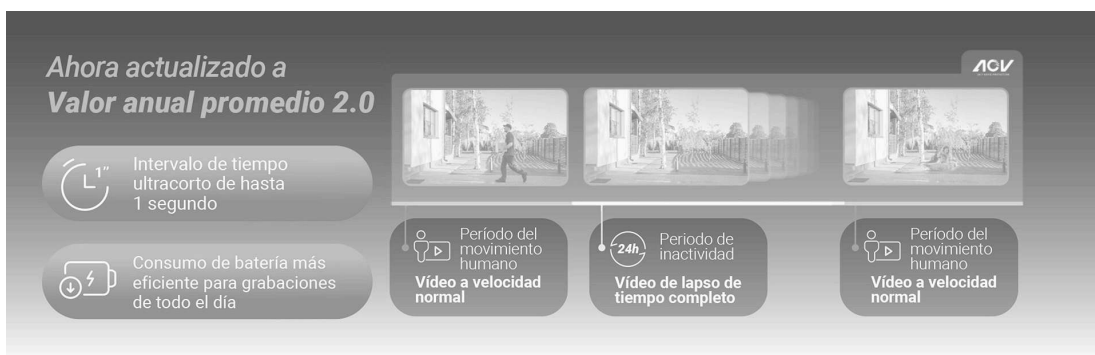 Ahora actualizado a
Valor anual promedio 2.0
1"
Intervalo de tiempo
ultracorto de hasta
1 segundo
Consumo de batería más
eficiente para grabaciones
de todo el día
AOV
Período del
movimiento
humano
Vídeo a velocidad
normal
24h
Periodo de
inactividad
Vídeo de lapso de
tiempo completo
Período del
movimiento
humano
Vídeo a velocidad
normal